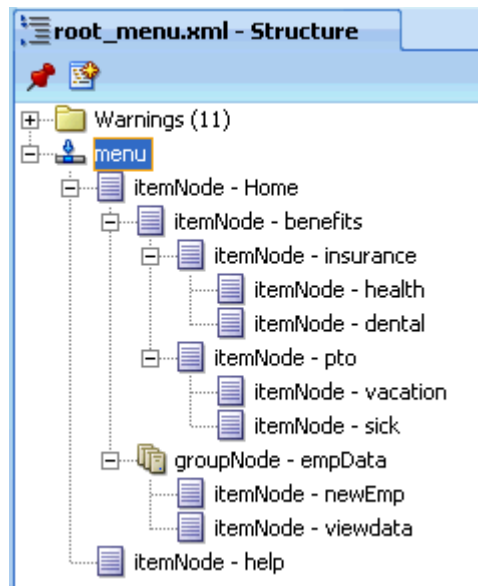 root_menu.xml - Structure
Warnings (11)
menu
itemNode - Home
itemNode - benefits
itemNode - insurance
itemNode - health
itemNode - dental
itemNode - pto
itemNode - vacation
itemNode - sick
groupNode - empData
itemNode - newEmp
itemNode - viewdata
itemNode - help